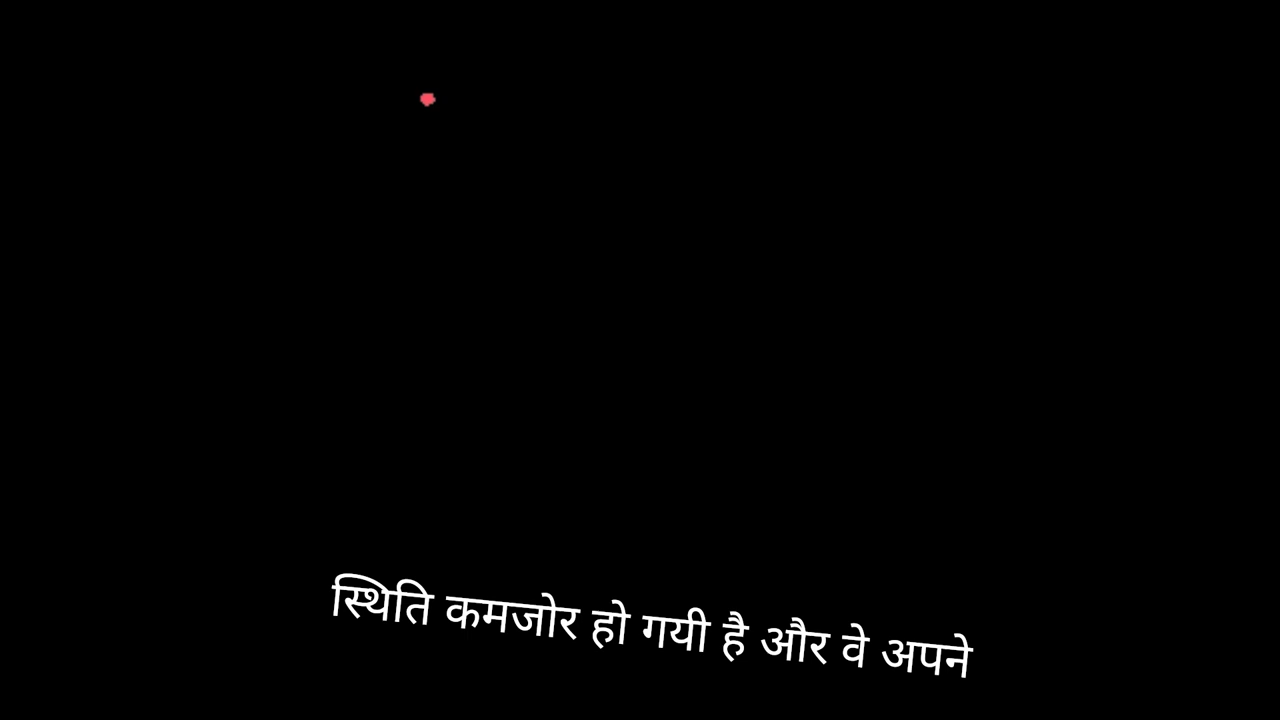 स्थिति कमजोर हो गयी है और वे अपने